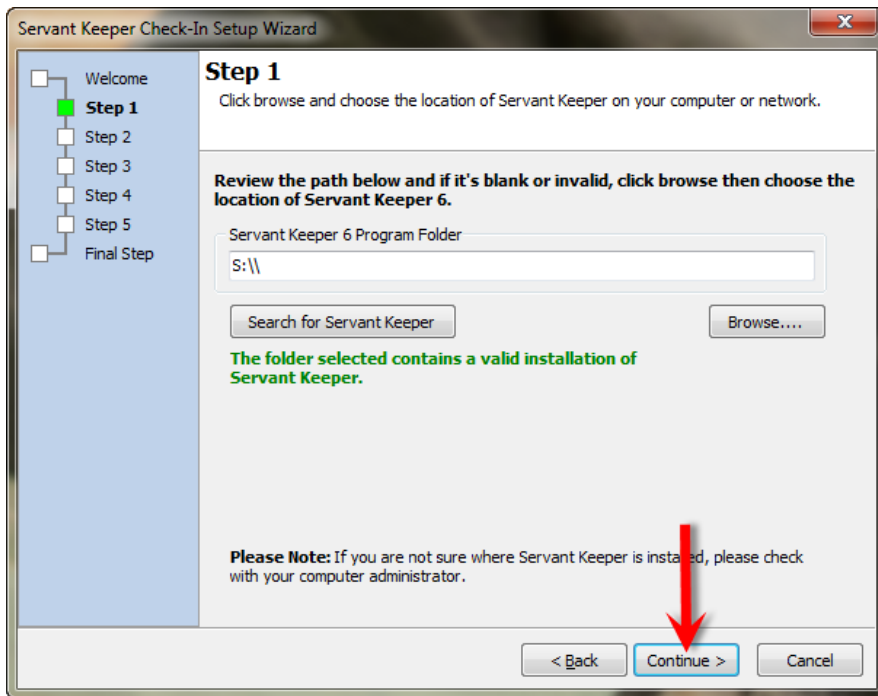 Servant Keeper Check-In Setup Wizard
Welcome
Step 1
Step 2
Step 3
Step 4
Step 5
Final Step
Step 1
Click browse and choose the location of Servant Keeper on your computer or network.
Review the path below and if it's blank or invalid, click browse then choose the
location of Servant Keeper 6.
Servant Keeper 6 Program Folder
S:\\
Search for Servant Keeper
Browse....
The folder selected contains a valid installation of
Servant Keeper.
Please Note: If you are not sure where Servant Keeper is installed, please check
with your computer administrator.
< Back
Continue >
Cancel